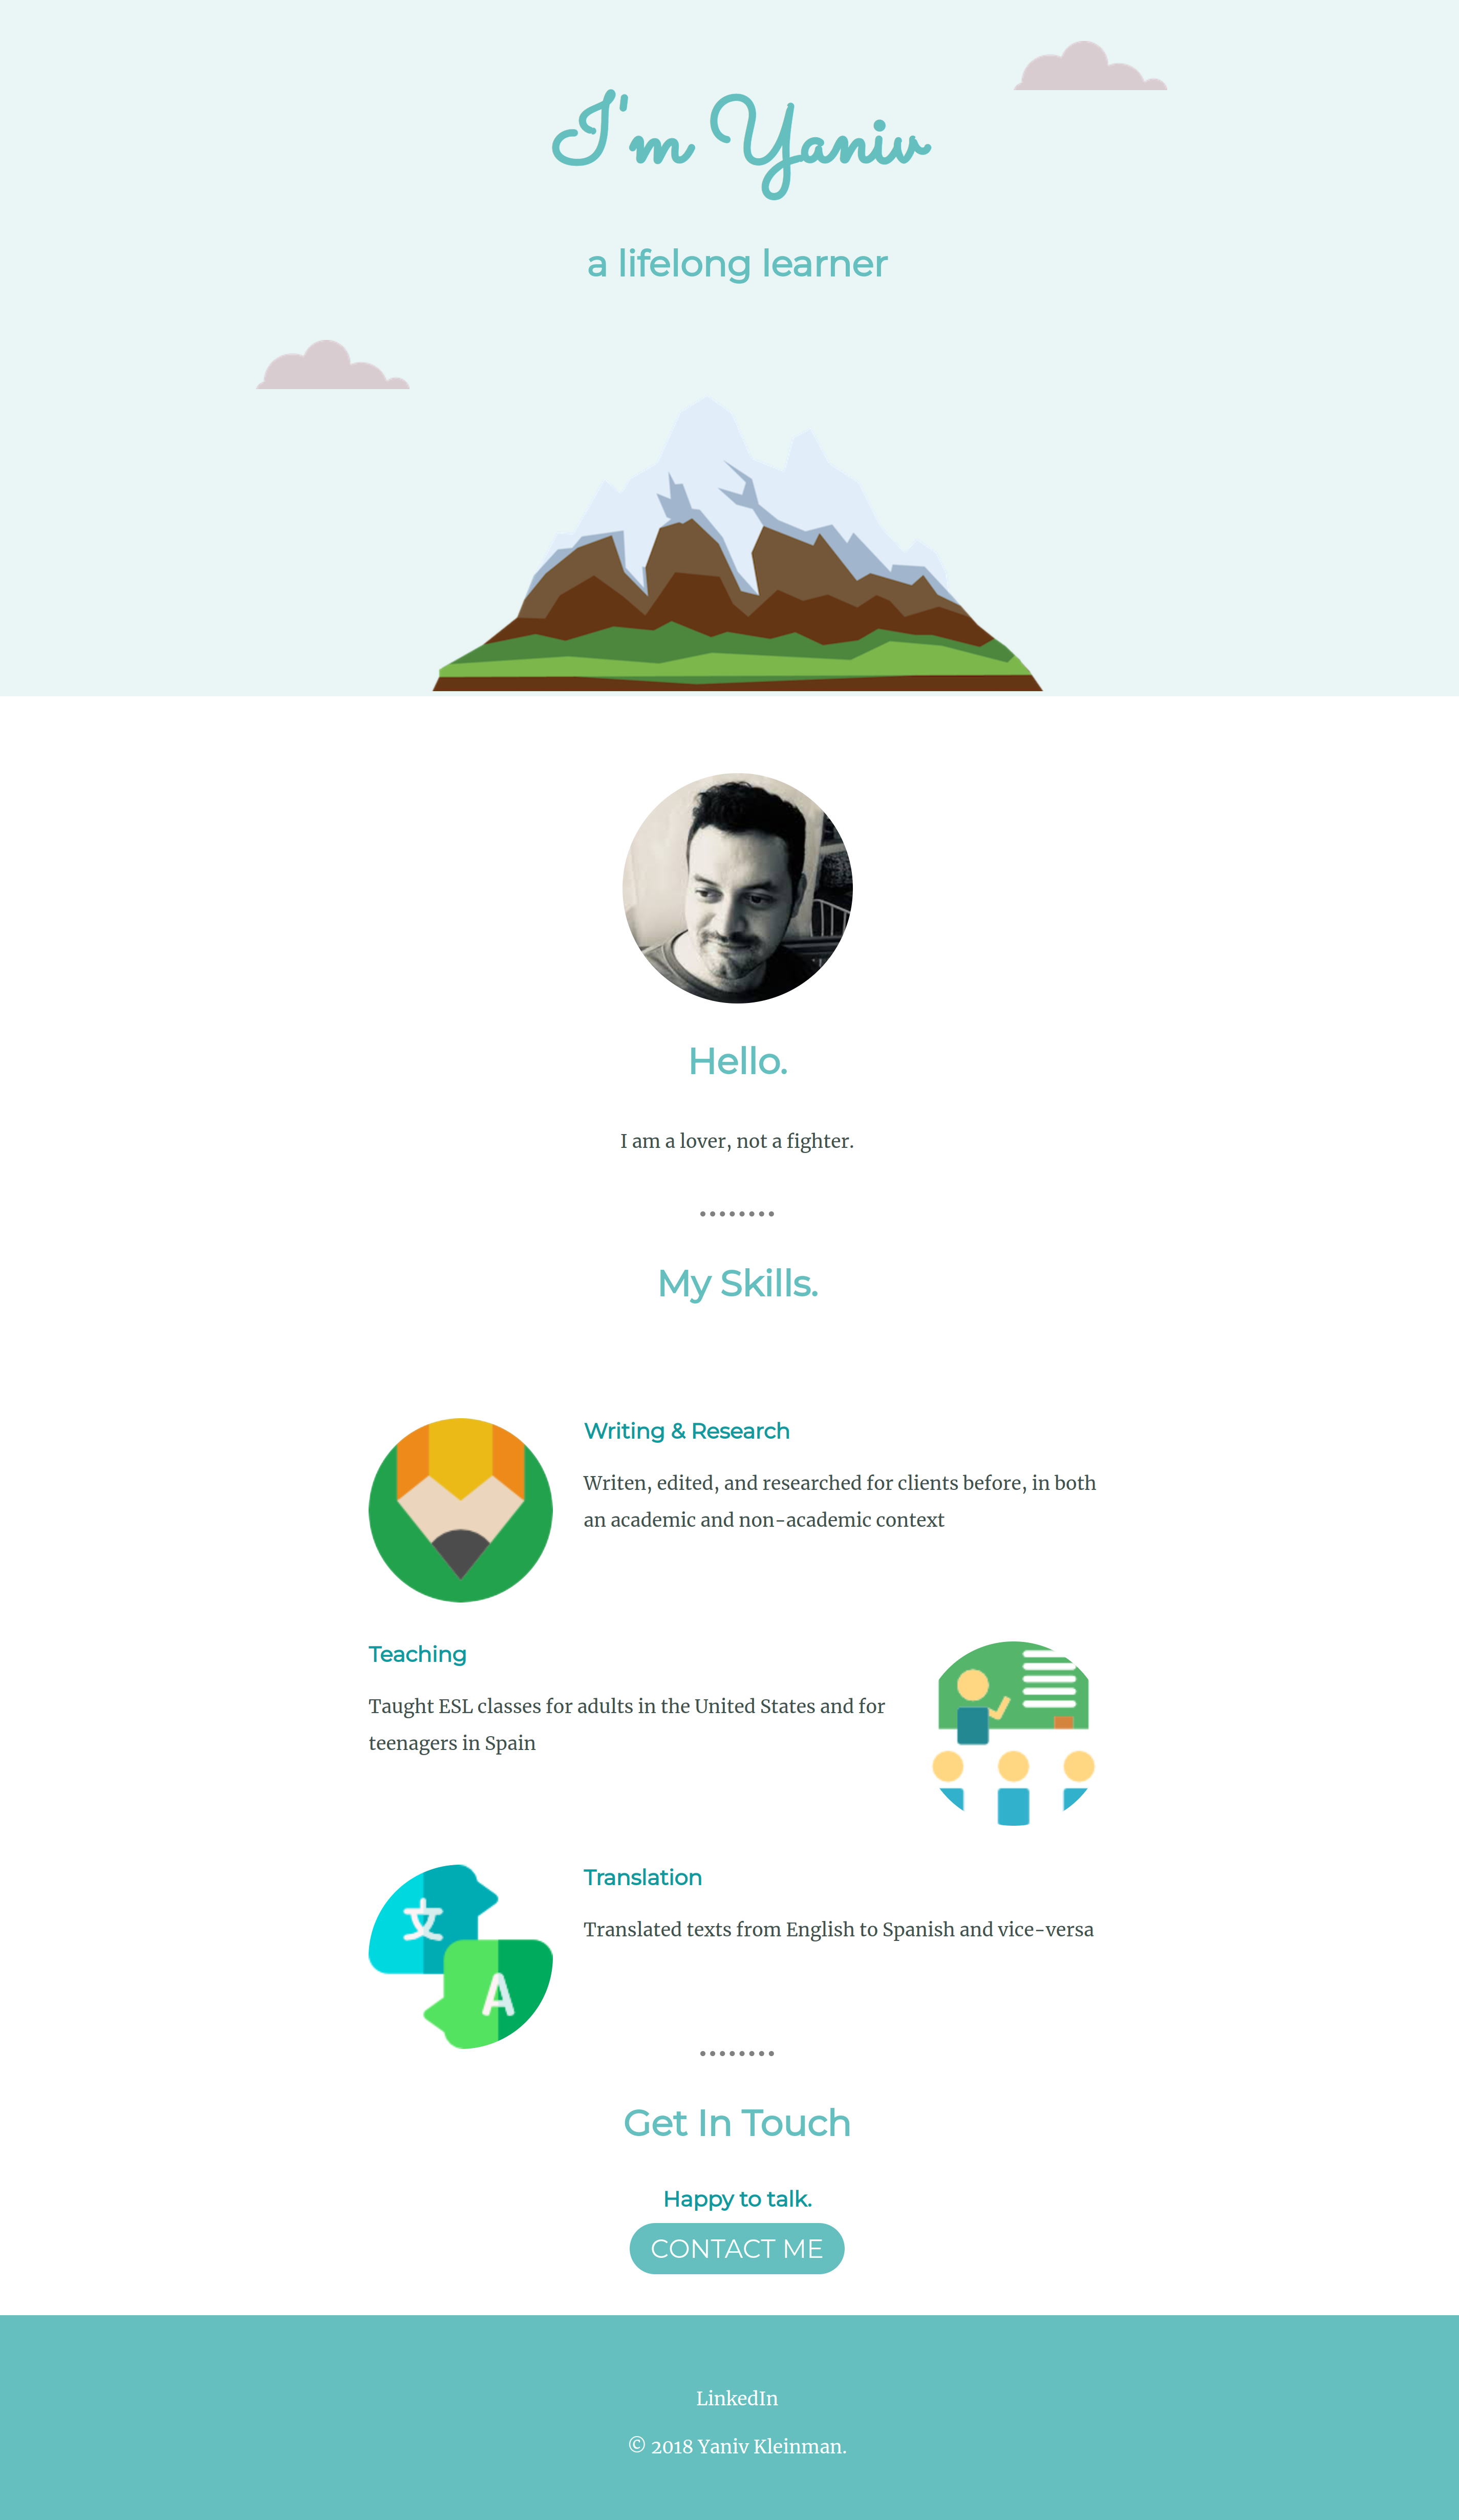 I'm Yaniv
a lifelong learner
Hello.
I am a lover, not a fighter.
My Skills.
Writing & Research
Writen, edited, and researched for clients before, in both
an academic and non-academic context
Teaching
Taught ESL classes for adults in the United States and for
teenagers in Spain
文
A
Translation
Translated texts from English to Spanish and vice-versa
Get In Touch
Happy to talk.
CONTACT ME
LinkedIn
© 2018 Yaniv Kleinman.